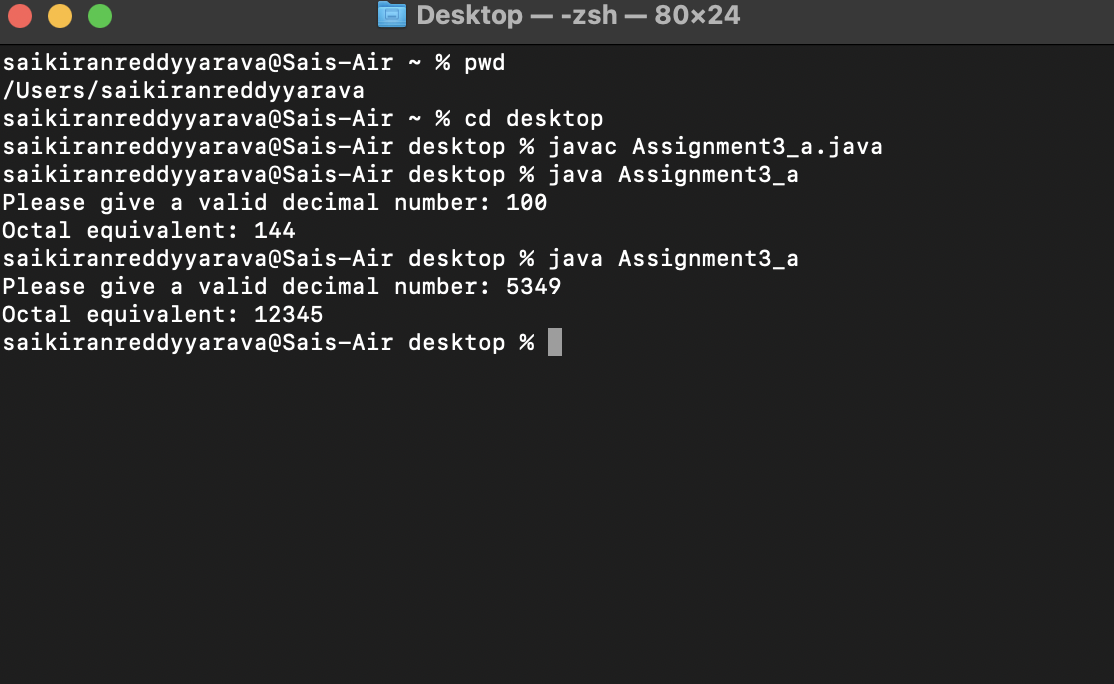 Desktop — -zsh — 80×24
saikiranreddyyarava@Sais-Air ~ % pwd
/Users/saikiranreddyyarava
saikiranreddyyarava@Sais-Air ~ % cd desktop
saikiranreddyyarava@Sais-Air desktop % javac Assignment3_a.java
saikiranreddyyarava@Sais-Air desktop % java Assignment3_a
Please give a valid decimal number: 100
Octal equivalent: 144
saikiranreddyyarava@Sais-Air desktop % java Assignment3_a
Please give a valid decimal number: 5349
Octal equivalent: 12345
saikiranreddyyarava@Sais-Air desktop %